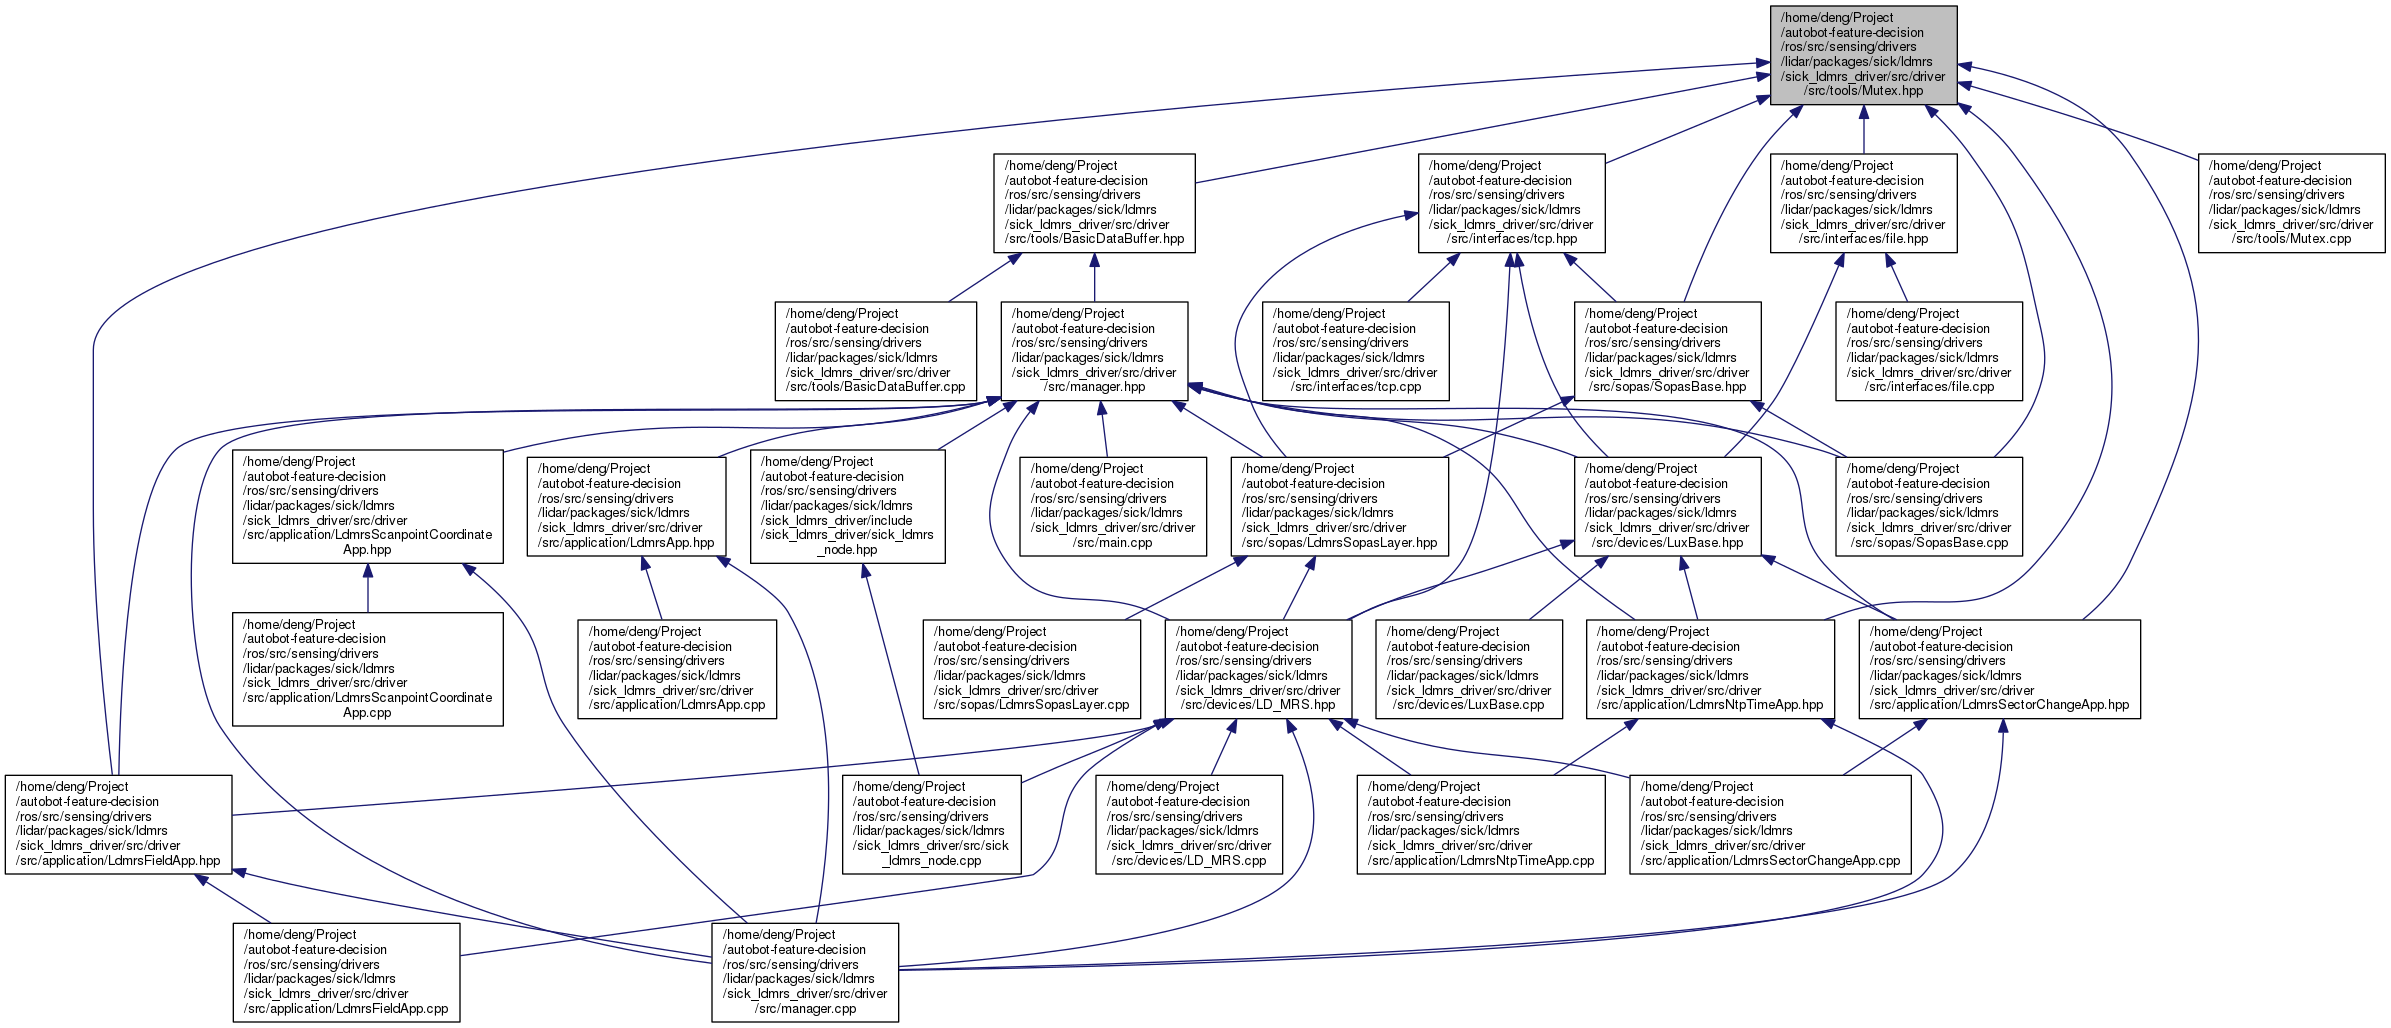 /home/deng/Project
/autobot-feature-decision
/ros/src/sensing/drivers
/lidar/packages/sick/ldmrs
/sick_ldmrs_driver/src/driver
/src/tools/Mutex.hpp
/home/deng/Project
/autobot-feature-decision
/ros/src/sensing/drivers
/lidar/packages/sick/ldmrs
/sick_ldmrs_driver/src/driver
/src/tools/BasicDataBuffer.hpp
/home/deng/Project
/autobot-feature-decision
/ros/src/sensing/drivers
/lidar/packages/sick/ldmrs
/sick_ldmrs_driver/src/driver
/src/interfaces/tcp.hpp
/home/deng/Project
/autobot-feature-decision
/ros/src/sensing/drivers
/lidar/packages/sick/ldmrs
/sick_ldmrs_driver/src/driver
/src/interfaces/file.hpp
/home/deng/Project
/autobot-feature-decision
/ros/src/sensing/drivers
/lidar/packages/sick/ldmrs
/sick_ldmrs_driver/src/driver
/src/tools/Mutex.cpp
/home/deng/Project
/autobot-feature-decision
/ros/src/sensing/drivers
/lidar/packages/sick/ldmrs
/sick_ldmrs_driver/src/driver
/src/tools/BasicDataBuffer.cpp
/home/deng/Project
/autobot-feature-decision
/ros/src/sensing/drivers
/lidar/packages/sick/ldmrs
/sick_ldmrs_driver/src/driver
/src/manager.hpp
/home/deng/Project
/autobot-feature-decision
/ros/src/sensing/drivers
/lidar/packages/sick/ldmrs
/sick_ldmrs_driver/src/driver
/src/interfaces/tcp.cpp
/home/deng/Project
/autobot-feature-decision
/ros/src/sensing/drivers
/lidar/packages/sick/ldmrs
/sick_ldmrs_driver/src/driver
/src/sopas/SopasBase.hpp
/home/deng/Project
/autobot-feature-decision
/ros/src/sensing/drivers
/lidar/packages/sick/ldmrs
/sick_ldmrs_driver/src/driver
/src/interfaces/file.cpp
/home/deng/Project
/autobot-feature-decision
/ros/src/sensing/drivers
/lidar/packages/sick/ldmrs
/sick_ldmrs_driver/src/driver
/src/application/LdmrsScanpointCoordinate
App.hpp
/home/deng/Project
/autobot-feature-decision
/ros/src/sensing/drivers
/lidar/packages/sick/ldmrs
/sick_ldmrs_driver/src/driver
/src/application/LdmrsApp.hpp
/home/deng/Project
/autobot-feature-decision
/ros/src/sensing/drivers
/lidar/packages/sick/ldmrs
/sick_ldmrs_driver/include
/sick_ldmrs_driver/sick_ldmrs
_node.hpp
/home/deng/Project
/autobot-feature-decision
/ros/src/sensing/drivers
/lidar/packages/sick/ldmrs
/sick_ldmrs_driver/src/driver
/src/main.cpp
/home/deng/Project
/autobot-feature-decision
/ros/src/sensing/drivers
/lidar/packages/sick/ldmrs
/sick_ldmrs_driver/src/driver
/src/sopas/LdmrsSopasLayer.hpp
/home/deng/Project
/autobot-feature-decision
/ros/src/sensing/drivers
/lidar/packages/sick/ldmrs
/sick_ldmrs_driver/src/driver
/src/devices/LuxBase.hpp
/home/deng/Project
/autobot-feature-decision
/ros/src/sensing/drivers
/lidar/packages/sick/ldmrs
/sick_ldmrs_driver/src/driver
/src/sopas/SopasBase.cpp
/home/deng/Project
/autobot-feature-decision
/ros/src/sensing/drivers
/lidar/packages/sick/ldmrs
/sick_ldmrs_driver/src/driver
/src/application/LdmrsScanpointCoordinate
App.cpp
/home/deng/Project
/autobot-feature-decision
/ros/src/sensing/drivers
/lidar/packages/sick/ldmrs
/sick_ldmrs_driver/src/driver
/src/application/LdmrsApp.cpp
/home/deng/Project
/autobot-feature-decision
/ros/src/sensing/drivers
/lidar/packages/sick/ldmrs
/sick_ldmrs_driver/src/driver
/src/sopas/LdmrsSopasLayer.cpp
/home/deng/Project
/autobot-feature-decision
/ros/src/sensing/drivers
/lidar/packages/sick/ldmrs
/sick_ldmrs_driver/src/driver
/src/devices/LD_MRS.hpp
/home/deng/Project
/autobot-feature-decision
/ros/src/sensing/drivers
/lidar/packages/sick/ldmrs
/sick_ldmrs_driver/src/driver
/src/devices/LuxBase.cpp
/home/deng/Project
/autobot-feature-decision
/ros/src/sensing/drivers
/lidar/packages/sick/ldmrs
/sick_ldmrs_driver/src/driver
/src/application/LdmrsNtpTimeApp.hpp
/home/deng/Project
/autobot-feature-decision
/ros/src/sensing/drivers
/lidar/packages/sick/ldmrs
/sick_ldmrs_driver/src/driver
/src/application/LdmrsSectorChangeApp.hpp
/home/deng/Project
/autobot-feature-decision
/ros/src/sensing/drivers
/lidar/packages/sick/ldmrs
/sick_ldmrs_driver/src/driver
/src/application/LdmrsFieldApp.hpp
/home/deng/Project
/autobot-feature-decision
/ros/src/sensing/drivers
/lidar/packages/sick/ldmrs
/sick_ldmrs_driver/src/sick
_ldmrs_node.cpp
/home/deng/Project
/autobot-feature-decision
/ros/src/sensing/drivers
/lidar/packages/sick/ldmrs
/sick_ldmrs_driver/src/driver
/src/devices/LD_MRS.cpp
/home/deng/Project
/autobot-feature-decision
/ros/src/sensing/drivers
/lidar/packages/sick/ldmrs
/sick_ldmrs_driver/src/driver
/src/application/LdmrsNtpTimeApp.cpp
/home/deng/Project
/autobot-feature-decision
/ros/src/sensing/drivers
/lidar/packages/sick/ldmrs
/sick_ldmrs_driver/src/driver
/src/application/LdmrsSectorChangeApp.cpp
/home/deng/Project
/autobot-feature-decision
/ros/src/sensing/drivers
/lidar/packages/sick/ldmrs
/sick_ldmrs_driver/src/driver
/src/application/LdmrsFieldApp.cpp
/home/deng/Project
/autobot-feature-decision
/ros/src/sensing/drivers
/lidar/packages/sick/ldmrs
/sick_ldmrs_driver/src/driver
/src/manager.cpp